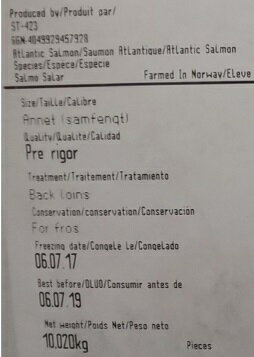 Produced by/Produit par/
ST-423
GGN-4049929457928
Atlantic Salmon/Saumon Atlantique/Atlantic Salmon
Species/Espece/Especie
Salmo Salar Farmed In Norway/Eleve
Size/Taille/Calibre
Annet (samfengt)
Quality/Qualite/Calidad
Pre rigor
Treatment/Traitement/Tratamiento
Back loins
Conservation/conservation/Conservación
For fros
Freezing date/Congele Le/Congelado
06.07.17
Best before/DLUO/Consumir antes de
06.07.19
Net weight/Poids Net/Peso neto
10.020kg Pieces